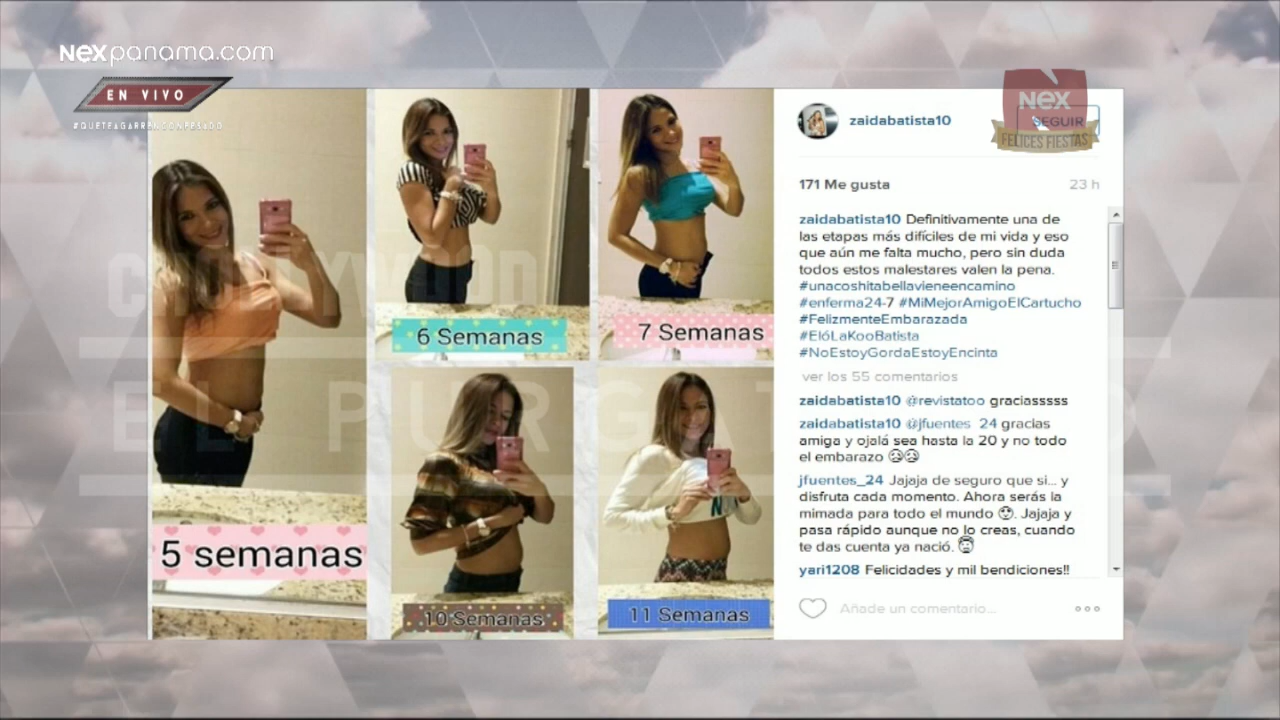 NEXpanama.com
EN VIVO
#QUETEAGARRENCONFESADO
NEX
SEGUIR
FELICES FIESTAS
CHOLLYWOOD
EL PURGATORIO
5 semanas
6 Semanas
7 Semanas
10 Semanas
11 Semanas
zaidabatista10
171 Me gusta
23 h
zaidabatista10 Definitivamente una de
las etapas más difíciles de mi vida y eso
que aún me falta mucho, pero sin duda
todos estos malestares valen la pena.
#unacoshitabellavieneencamino
#enferma24-7 #MiMejorAmigoElCartucho
#FelizmenteEmbarazada
#ElóLaKooBatista
#NoEstoyGordaEstoyEncinta
ver los 55 comentarios
zaidabatista10 @revistatoo graciasssss
zaidabatista10 @jfuentes_24 gracias
amiga y ojalá sea hasta la 20 y no todo
el embarazo
jfuentes_24 Jajaja de seguro que si... y
disfruta cada momento. Ahora serás la
mimada para todo el mundo . Jajaja y
pasa rápido aunque no lo creas, cuando
te das cuenta ya nació.
yari1208 Felicidades y mil bendiciones!!
Añade un comentario...